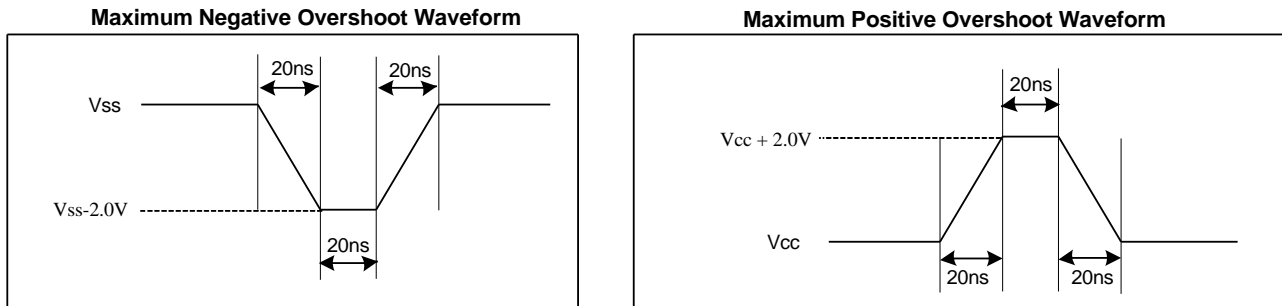 Maximum Negative Overshoot Waveform
20ns
20ns
Vss
Vss-2.0V
20ns
Maximum Positive Overshoot Waveform
20ns
Vcc + 2.0V
Vcc
20ns
20ns